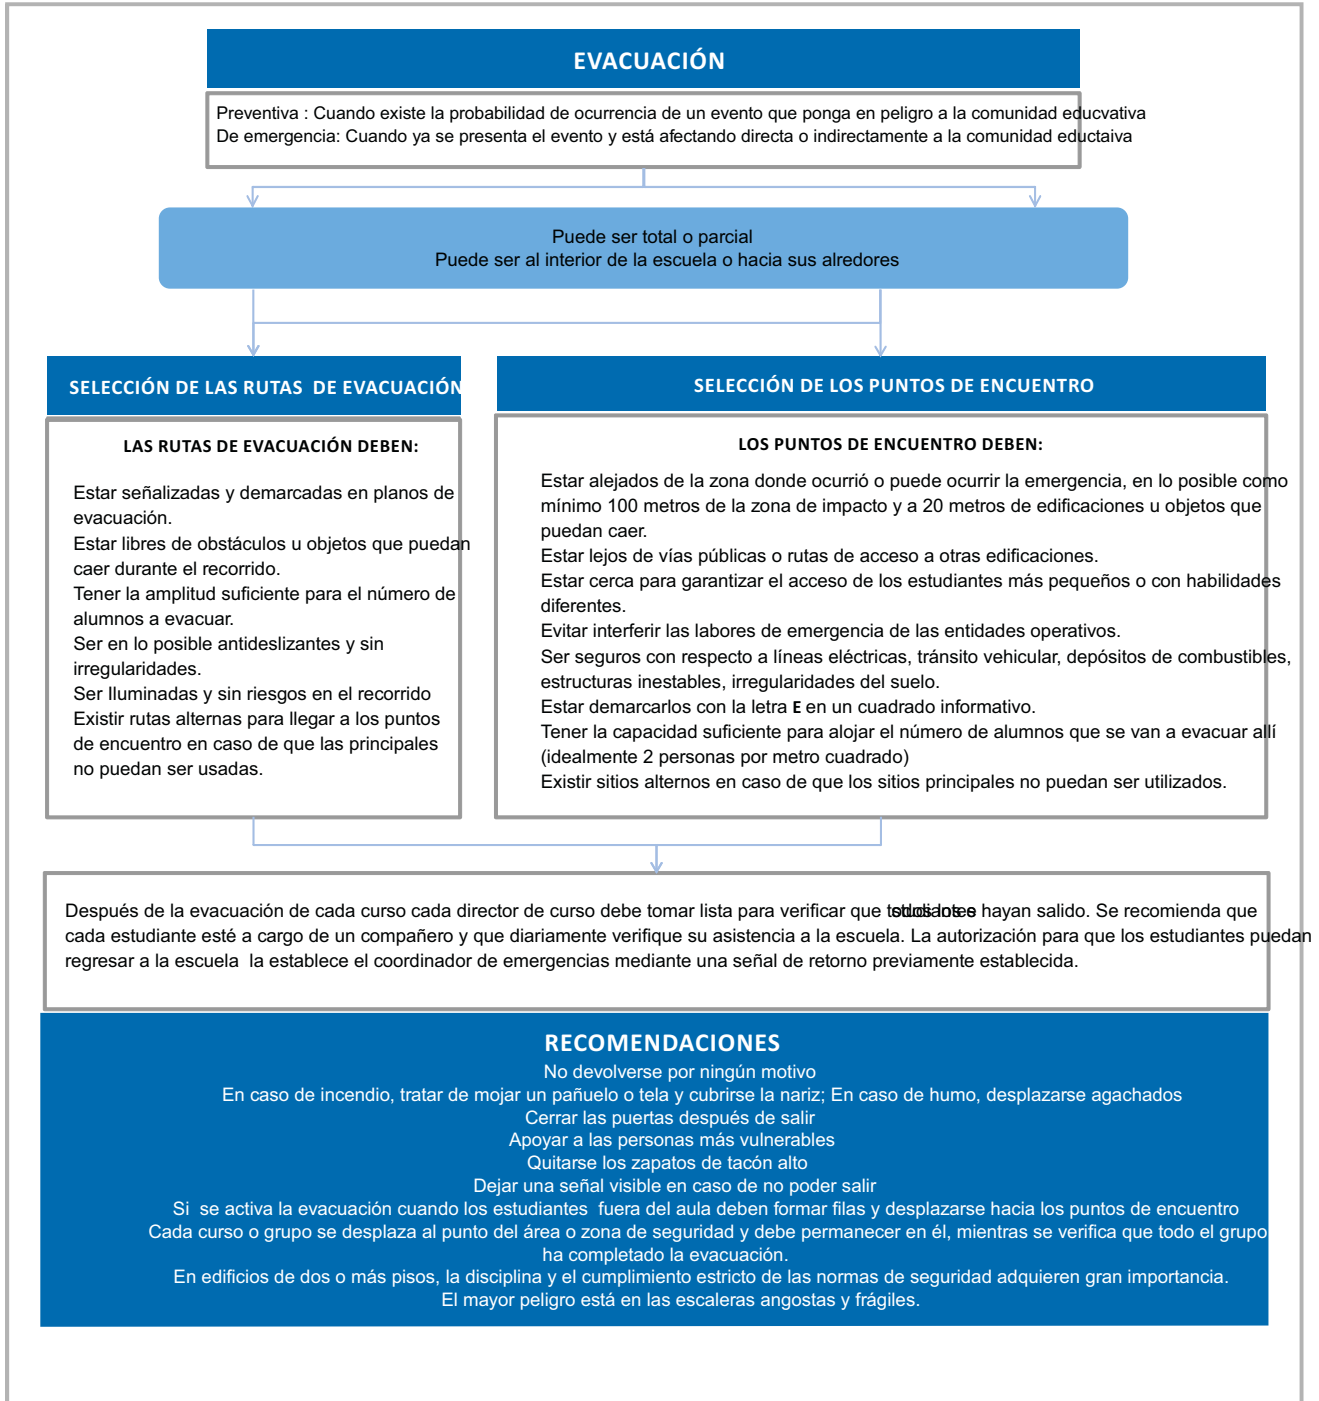 EVACUACIÓN
Preventiva : Cuando existe la probabilidad de ocurrencia de un evento que ponga en peligro a la comunidad educvativa
De emergencia: Cuando ya se presenta el evento y está afectando directa o indirectamente a la comunidad eductaiva
Puede ser total o parcial
Puede ser al interior de la escuela o hacia sus alredores
SELECCIÓN DE LAS RUTAS DE EVACUACIÓN
LAS RUTAS DE EVACUACIÓN DEBEN:
Estar señalizadas y demarcadas en planos de
evacuación.
Estar libres de obstáculos u objetos que puedan
caer durante el recorrido.
Tener la amplitud suficiente para el número de
alumnos a evacuar.
Ser en lo posible antideslizantes y sin
irregularidades.
Ser Iluminadas y sin riesgos en el recorrido
Existir rutas alternas para llegar a los puntos
de encuentro en caso de que las principales
no puedan ser usadas.
SELECCIÓN DE LOS PUNTOS DE ENCUENTRO
LOS PUNTOS DE ENCUENTRO DEBEN:
Estar alejados de la zona donde ocurrió o puede ocurrir la emergencia, en lo posible como
mínimo 100 metros de la zona de impacto y a 20 metros de edificaciones u objetos que
puedan caer.
Estar lejos de vías públicas o rutas de acceso a otras edificaciones.
Estar cerca para garantizar el acceso de los estudiantes más pequeños o con habilidades
diferentes.
Evitar interferir las labores de emergencia de las entidades operativos.
Ser seguros con respecto a líneas eléctricas, tránsito vehicular, depósitos de combustibles,
estructuras inestables, irregularidades del suelo.
Estar demarcarlos con la letra E en un cuadrado informativo.
Tener la capacidad suficiente para alojar el número de alumnos que se van a evacuar allí
(idealmente 2 personas por metro cuadrado)
Existir sitios alternos en caso de que los sitios principales no puedan ser utilizados.
Después de la evacuación de cada curso cada director de curso debe tomar lista para verificar que hayan salido. Se recomienda que
cada estudiante esté a cargo de un compañero y que diariamente verifique su asistencia a la escuela. La autorización para que los estudiantes puedan
regresar a la escuela la establece el coordinador de emergencias mediante una señal de retorno previamente establecida.
RECOMENDACIONES
No devolverse por ningún motivo
En caso de incendio, tratar de mojar un pañuelo o tela y cubrirse la nariz; En caso de humo, desplazarse agachados
Cerrar las puertas después de salir
Apoyar a las personas más vulnerables
Quitarse los zapatos de tacón alto
Dejar una señal visible en caso de no poder salir
Si se activa la evacuación cuando los estudiantes fuera del aula deben formar filas y desplazarse hacia los puntos de encuentro
Cada curso o grupo se desplaza al punto del área o zona de seguridad y debe permanecer en él, mientras se verifica que todo el grupo
ha completado la evacuación.
En edificios de dos o más pisos, la disciplina y el cumplimiento estricto de las normas de seguridad adquieren gran importancia.
El mayor peligro está en las escaleras angostas y frágiles.